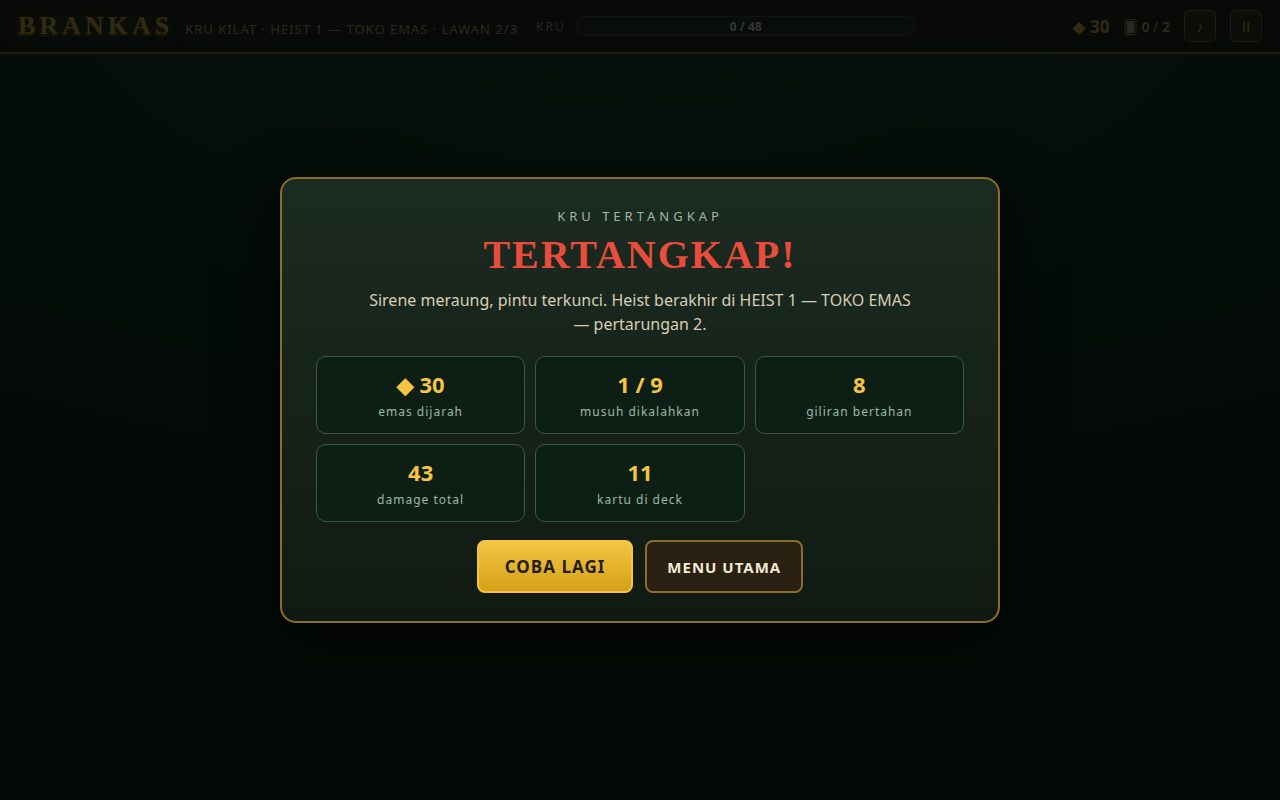 BRANKAS KRU KILAT · HEIST 1 — TOKO EMAS · LAWAN 2/3 KRU 0 / 48 ◆ 30 0 / 2 ♪ II
KRU TERTANGKAP
TERTANGKAP!
Sirene meraung, pintu terkunci. Heist berakhir di HEIST 1 — TOKO EMAS
— pertarungan 2.
◆ 30 1 / 9 8
emas dijarah musuh dikalahkan giliran bertahan
43 11
damage total kartu di deck
COBA LAGI MENU UTAMA